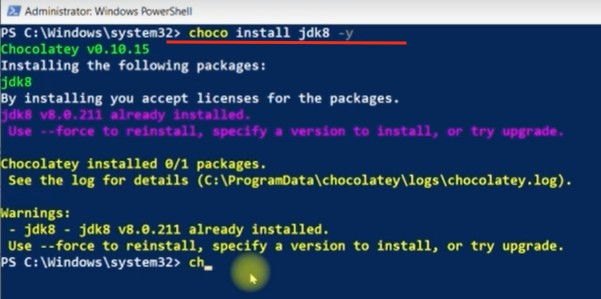 Administrator: Windows PowerShell
PS C:\Windows\system32> choco install jdk8 -y
Chocolatey v0.10.15
Installing the following packages:
jdk8
By installing you accept licenses for the packages.
jdk8 v8.0.211 already installed.
Use --force to reinstall, specify a version to install, or try upgrade.
Chocolatey installed 0/1 packages.
See the log for details (C:\ProgramData\chocolatey\logs\chocolatey.log).
Warnings:
- jdk8 - jdk8 v8.0.211 already installed.
Use --force to reinstall, specify a version to install, or try upgrade.
PS C:\Windows\system32> ch_